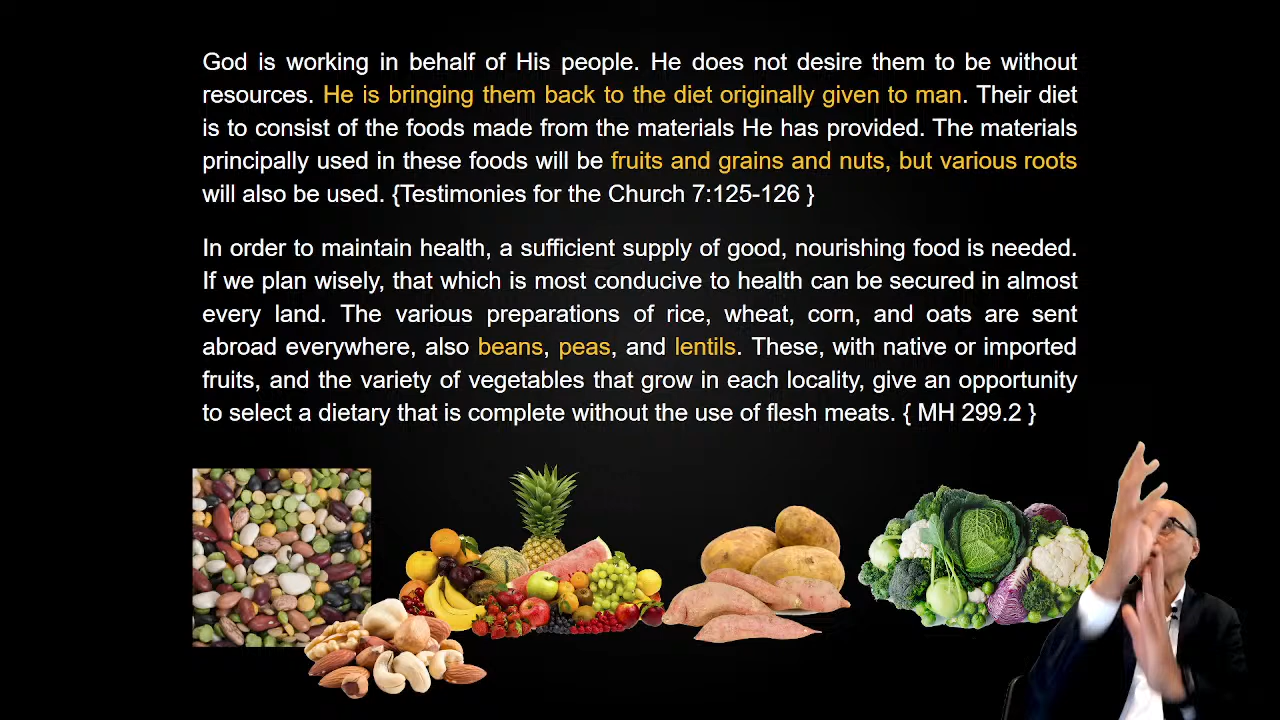 God is working in behalf of His people. He does not desire them to be without
resources. He is bringing them back to the diet originally given to man. Their diet
is to consist of the foods made from the materials He has provided. The materials
principally used in these foods will be fruits and grains and nuts, but various roots
will also be used. {Testimonies for the Church 7:125-126 }
In order to maintain health, a sufficient supply of good, nourishing food is needed.
If we plan wisely, that which is most conducive to health can be secured in almost
every land. The various preparations of rice, wheat, corn, and oats are sent
abroad everywhere, also beans, peas, and lentils. These, with native or imported
fruits, and the variety of vegetables that grow in each locality, give an opportunity
to select a dietary that is complete without the use of flesh meats. { MH 299.2 }